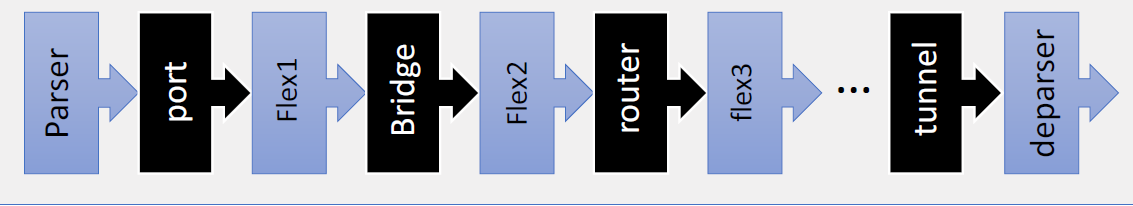 Parser
port
Flex1
Bridge
Flex2
router
flex3
...
tunnel
deparser